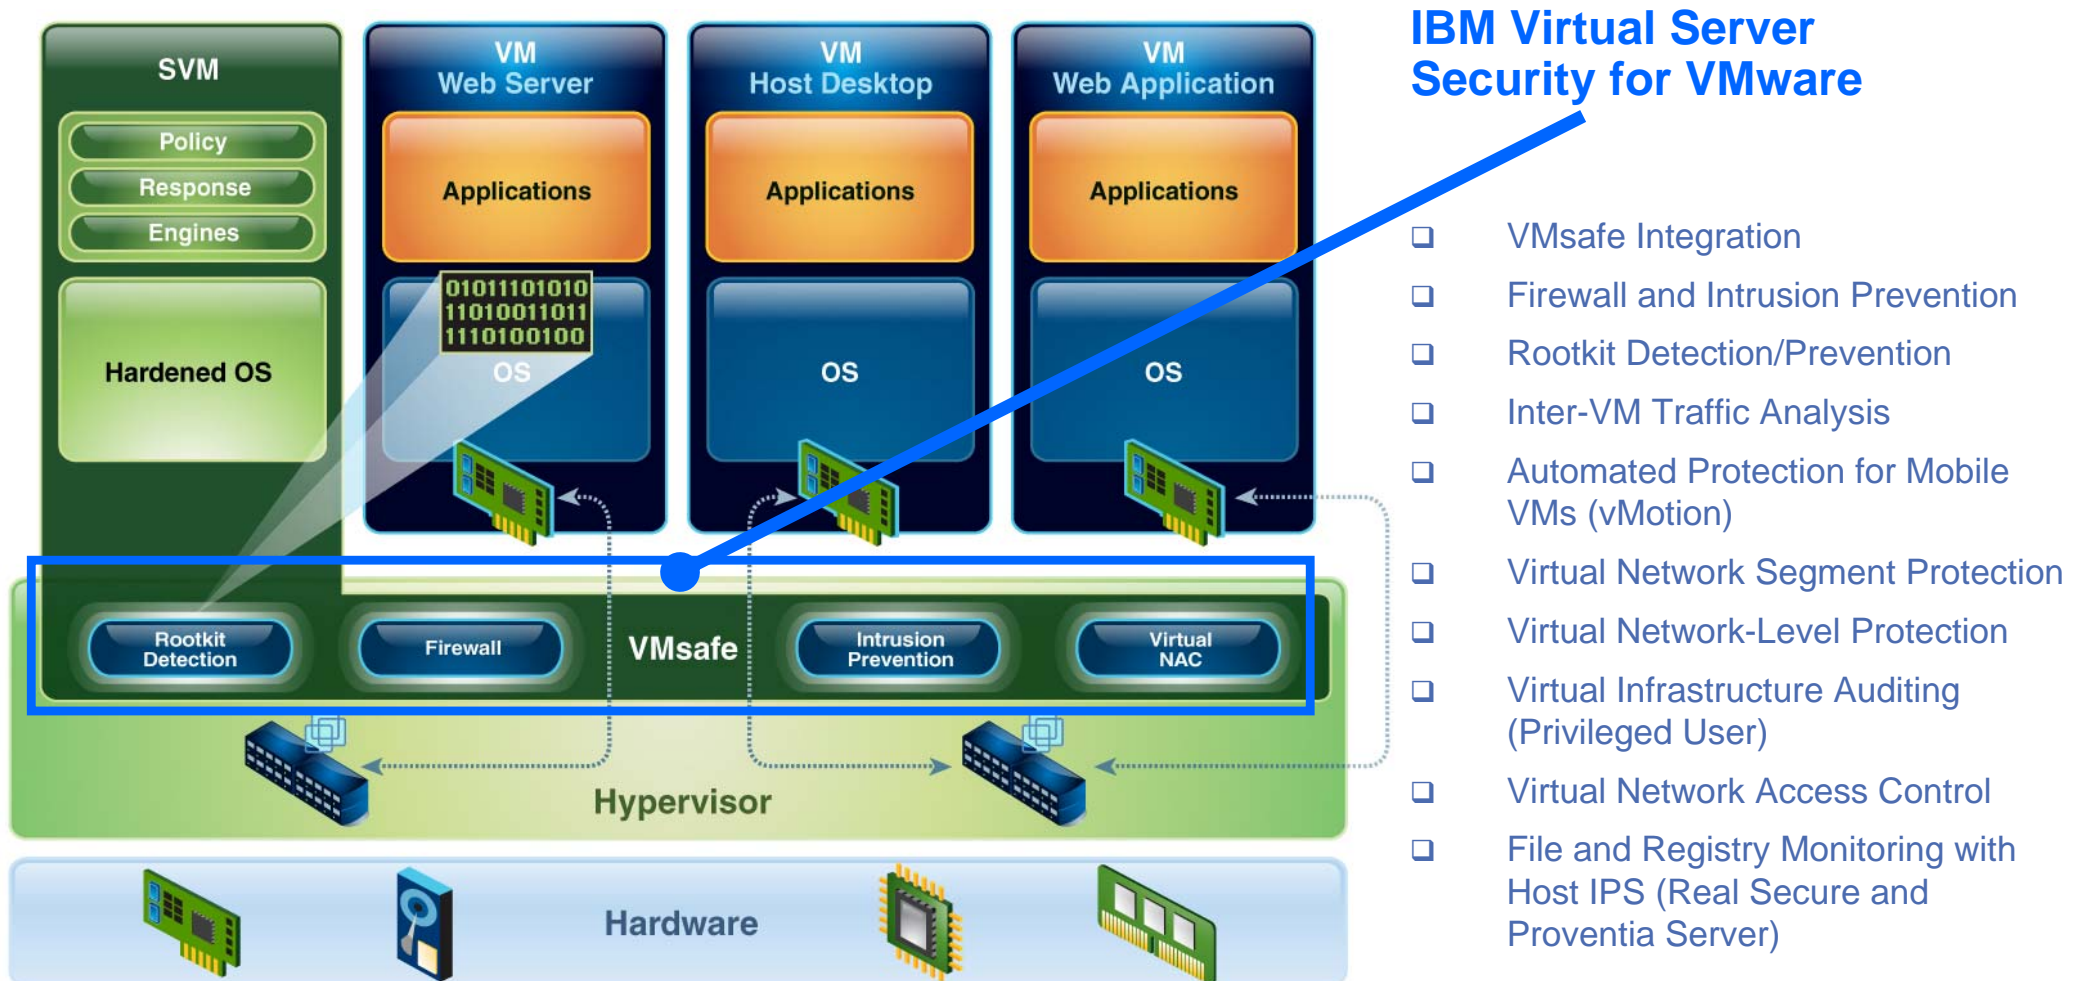 SVM
Policy
Response
Engines
Hardened OS
VM
Web Server
Applications
01011101010
11010011011
1110100100
OS
VM
Host Desktop
Applications
OS
VM
Web Application
Applications
OS
Rootkit
Detection
Firewall
VMsafe
Intrusion
Prevention
Virtual
NAC
Hypervisor
Hardware
IBM Virtual Server
Security for VMware
VMsafe Integration
Firewall and Intrusion Prevention
Rootkit Detection/Prevention
Inter-VM Traffic Analysis
Automated Protection for Mobile
VMs (vMotion)
Virtual Network Segment Protection
Virtual Network-Level Protection
Virtual Infrastructure Auditing
(Privileged User)
Virtual Network Access Control
File and Registry Monitoring with
Host IPS (Real Secure and
Proventia Server)